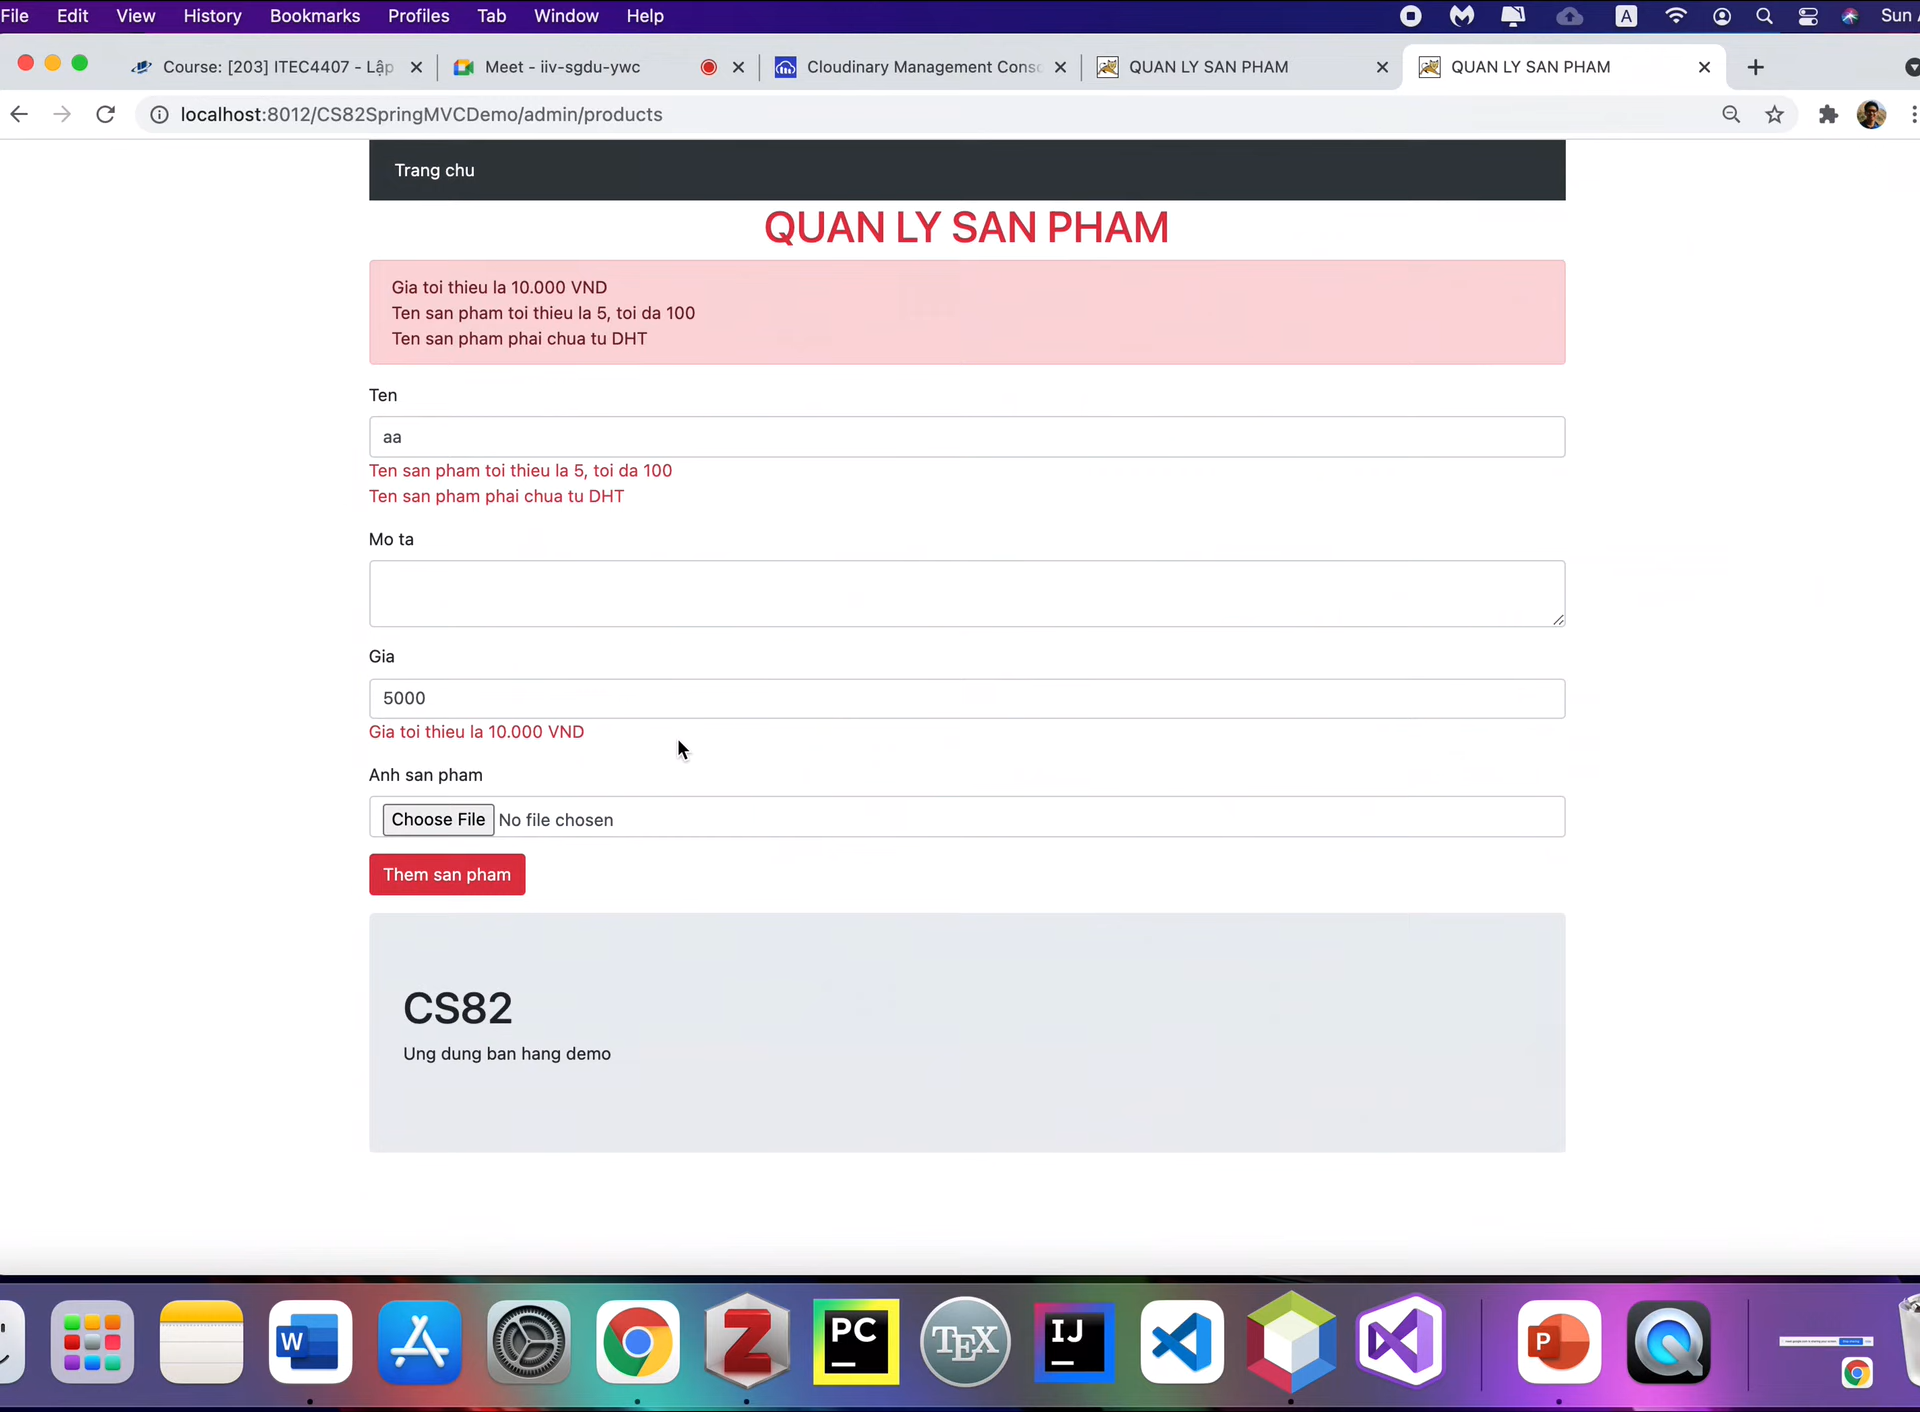 File Edit View History Bookmarks Profiles Tab Window Help A Sun
Course: [203] ITEC4407 - Lập Meet - iiv-sgdu-ywc Cloudinary Management Conso QUAN LY SAN PHAM QUAN LY SAN PHAM
localhost:8012/CS82SpringMVCDemo/admin/products
Trang chu
QUAN LY SAN PHAM
Gia toi thieu la 10.000 VND
Ten san pham toi thieu la 5, toi da 100
Ten san pham phai chua tu DHT
Ten
aa
Ten san pham toi thieu la 5, toi da 100
Ten san pham phai chua tu DHT
Mo ta
Gia
5000
Gia toi thieu la 10.000 VND
Anh san pham
Choose File No file chosen
Them san pham
CS82
Ung dung ban hang demo
W Z PC TEX IJ P